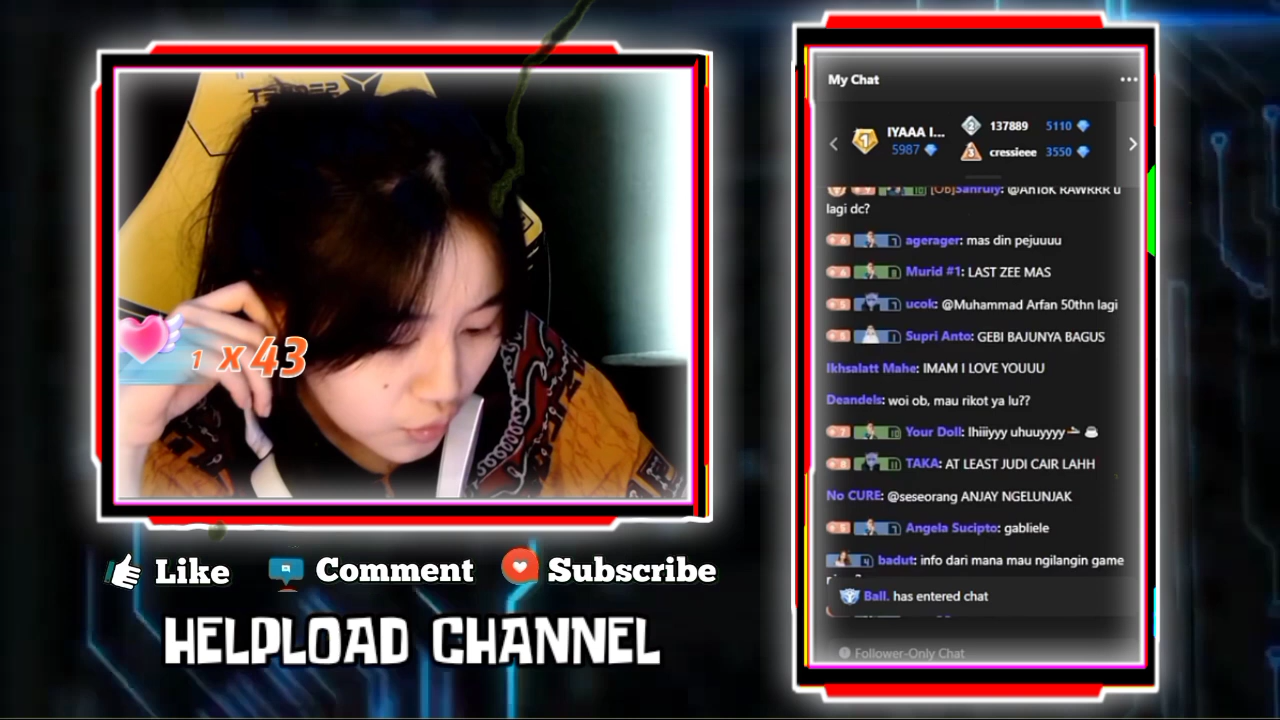 1 x 43
Like
Comment
Subscribe
HELPLOAD CHANNEL
My Chat
IYAAA I...
5987
137889 5110
cressieee 3550
lagi dc?
agerager: mas din pejuuuu
Murid #1: LAST ZEE MAS
ucok: @Muhammad Arfan 50thn lagi
Supri Anto: GEBI BAJUNYA BAGUS
Ikhsalatt Mahe: IMAM I LOVE YOUUU
Deandels: woi ob, mau rikot ya lu??
Your Doll: Ihiiiyyy uhuuyyyy
TAKA: AT LEAST JUDI CAIR LAHH
No CURE: @seseorang ANJAY NGELUNJAK
Angela Sucipto: gabliele
badut: info dari mana mau ngilangin game
Ball. has entered chat
Follower-Only Chat